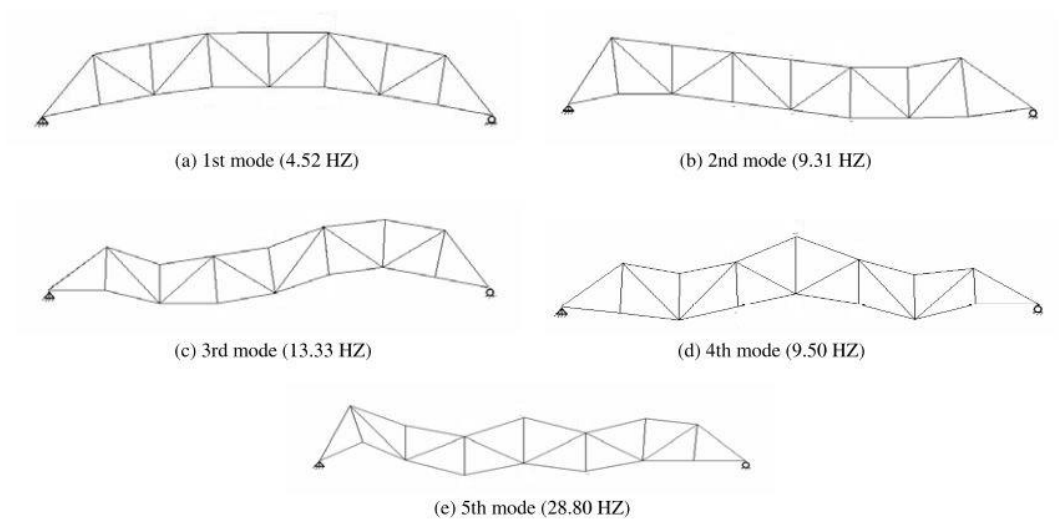 (a) 1st mode (4.52 HZ)
(b) 2nd mode (9.31 HZ)
(c) 3rd mode (13.33 HZ)
(d) 4th mode (9.50 HZ)
(e) 5th mode (28.80 HZ)